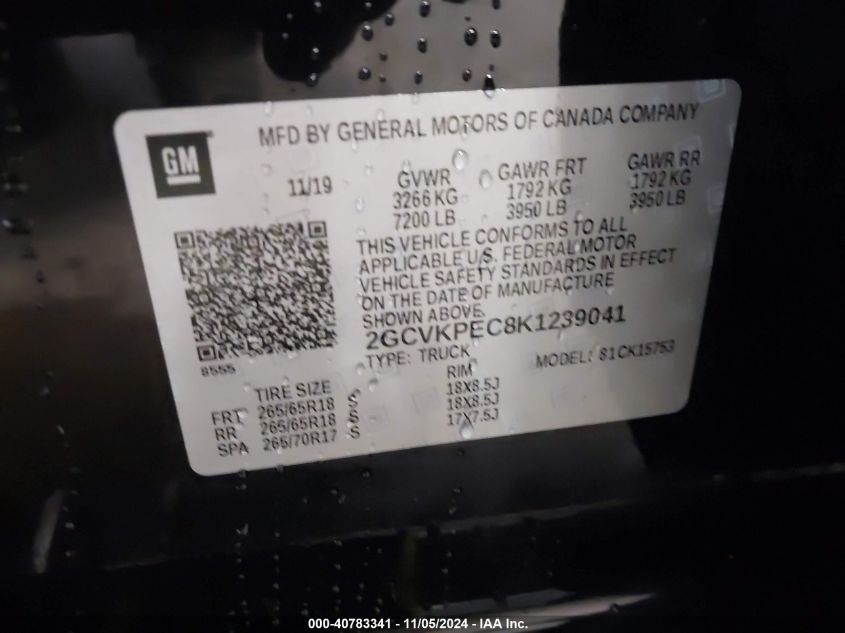 MFD BY GENERAL MOTORS OF CANADA COMPANY
GM
11/19
GVWR GAWR FRT GAWR RR
3266 KG 1792 KG 1792 KG
7200 LB 3950 LB 3950 LB
THIS VEHICLE CONFORMS TO ALL
APPLICABLE U.S. FEDERAL MOTOR
VEHICLE SAFETY STANDARDS IN EFFECT
ON THE DATE OF MANUFACTURE
SHOWN ABOVE.
2GCVKPEC8K1239041
TYPE: TRUCK MODEL: 81CK15753
8555
TIRE SIZE RIM
FRT 265/65R18 S 18X8.5J
RR 265/65R18 S 18X8.5J
SPA 265/70R17 S 17X7.5J
000-40783341 - 11/05/2024 - IAA Inc.